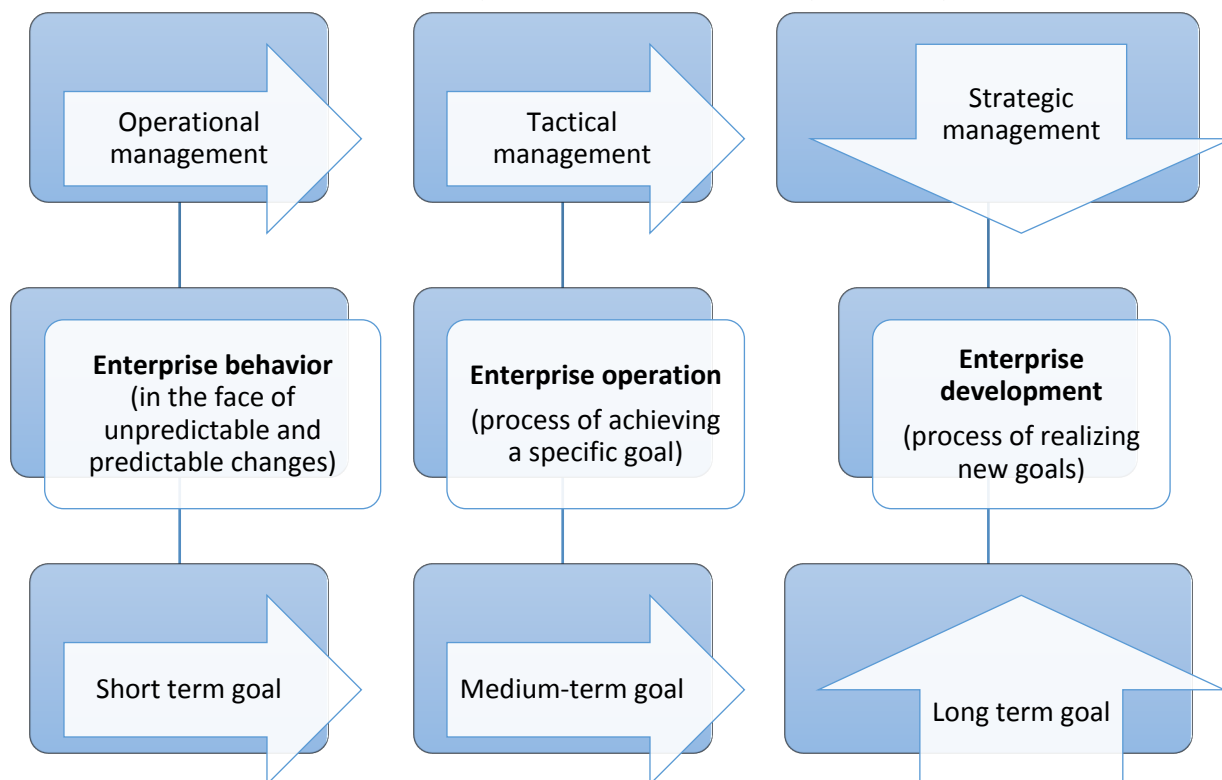 Operational
management
Tactical
management
Strategic
management
Enterprise behavior
(in the face of
unpredictable and
predictable changes)
Enterprise operation
(process of achieving
a specific goal)
Enterprise
development
(process of realizing
new goals)
Short term goal
Medium-term goal
Long term goal